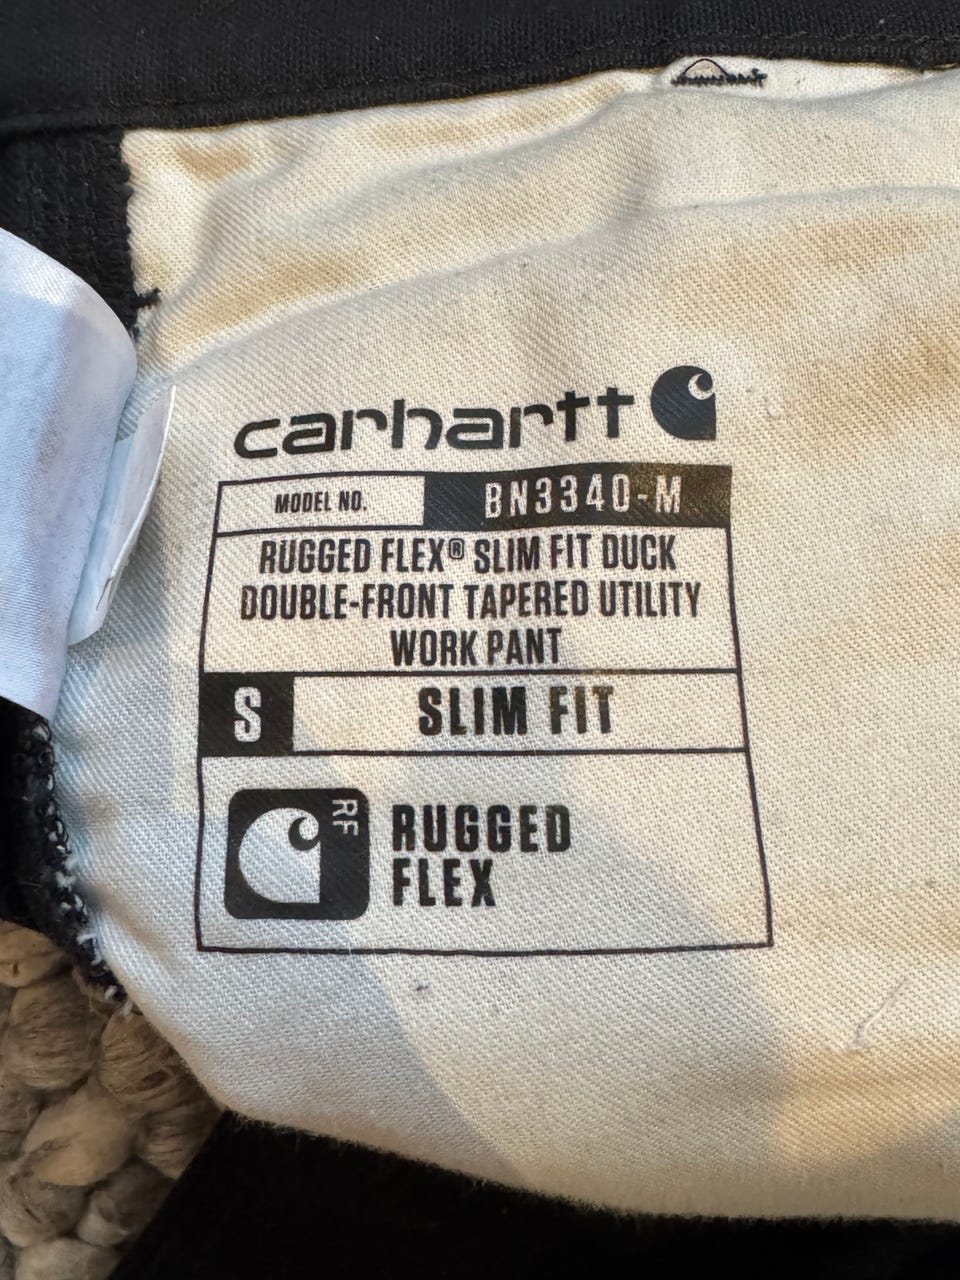 carhartt
MODEL NO. BN3340-M
RUGGED FLEX® SLIM FIT DUCK
DOUBLE-FRONT TAPERED UTILITY
WORK PANT
S SLIM FIT
RF
RUGGED
FLEX